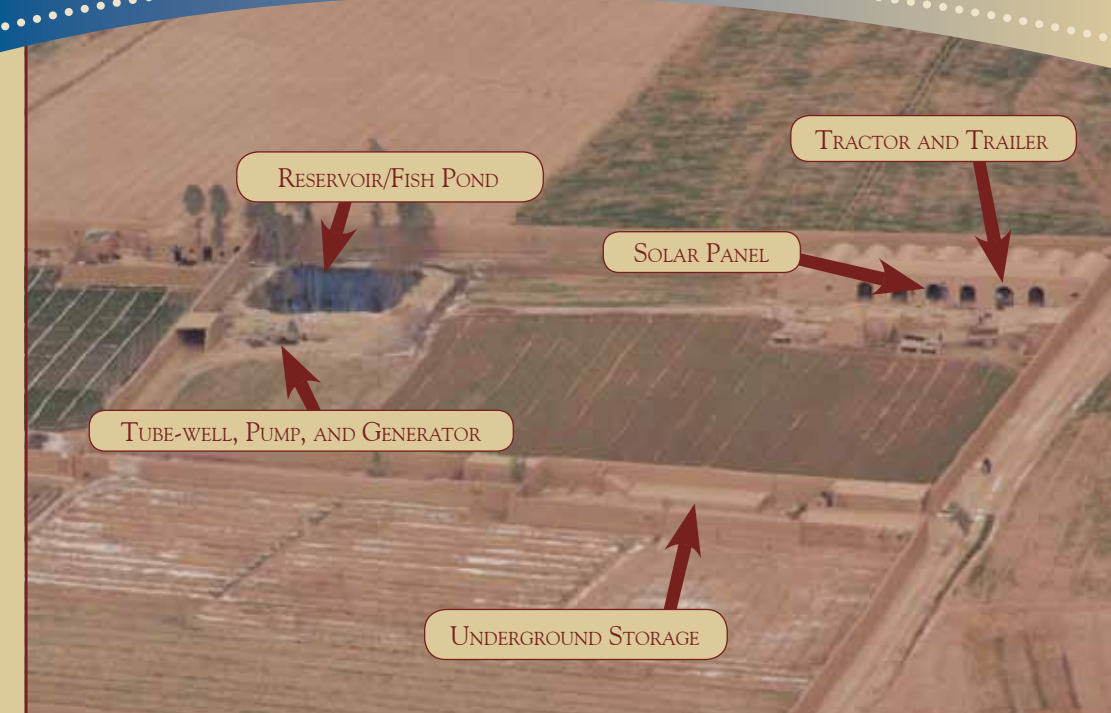 Tractor and Trailer
Reservoir/Fish Pond
Solar Panel
Tube-well, Pump, and Generator
Underground Storage